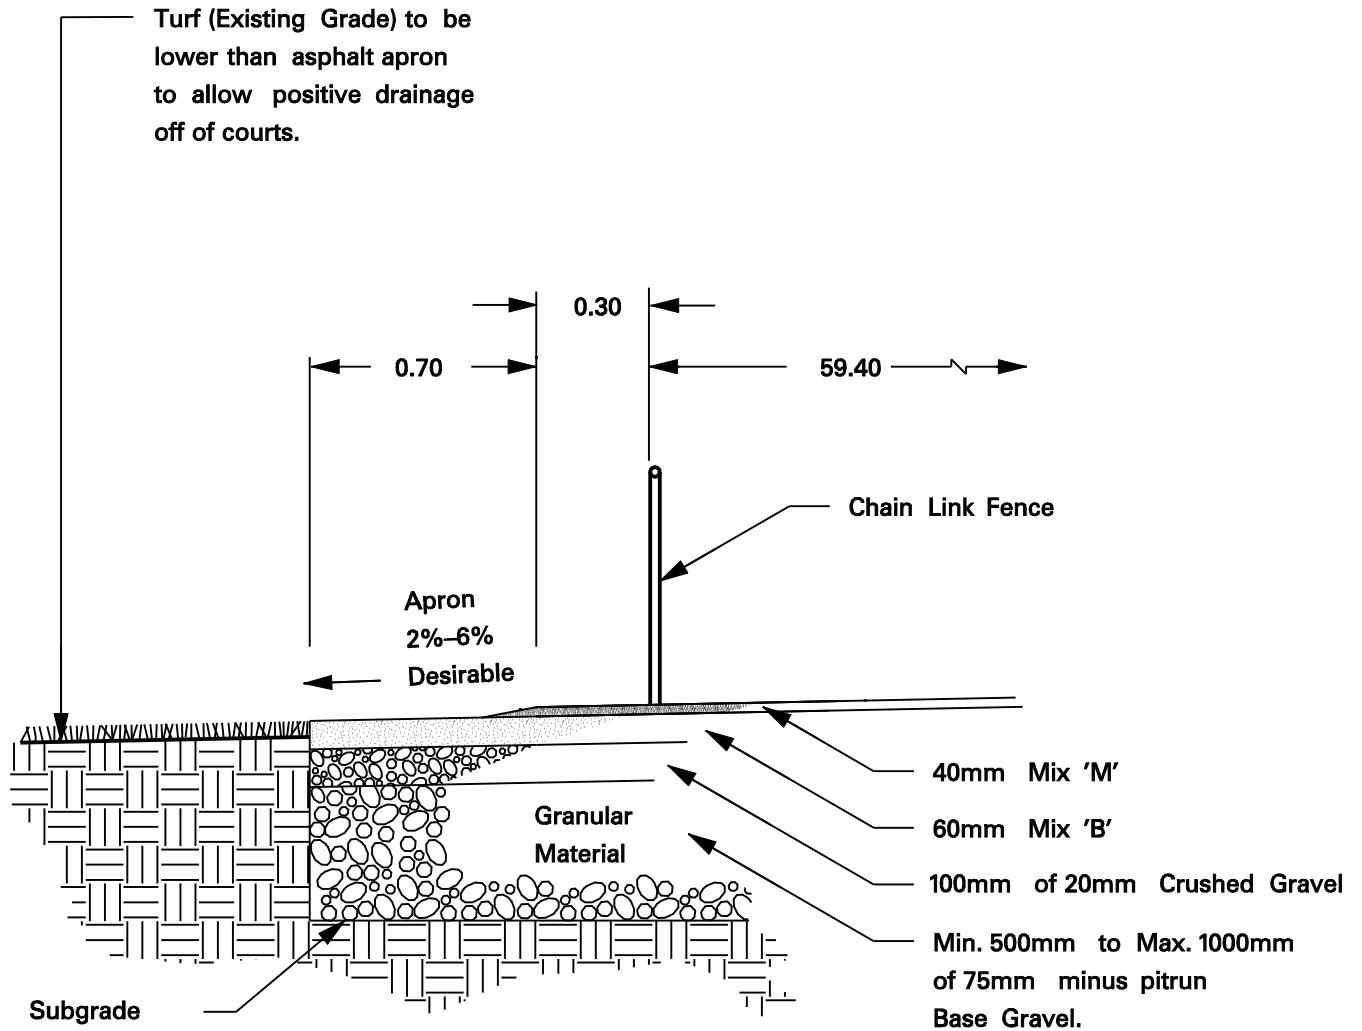 Turf (Existing Grade) to be
lower than asphalt apron
to allow positive drainage
off of courts.
0.30
0.70
59.40
Chain Link Fence
Apron
2%–6%
Desirable
40mm Mix 'M'
60mm Mix 'B'
Granular
Material
100mm of 20mm Crushed Gravel
Min. 500mm to Max. 1000mm
of 75mm minus pitrun
Base Gravel.
Subgrade